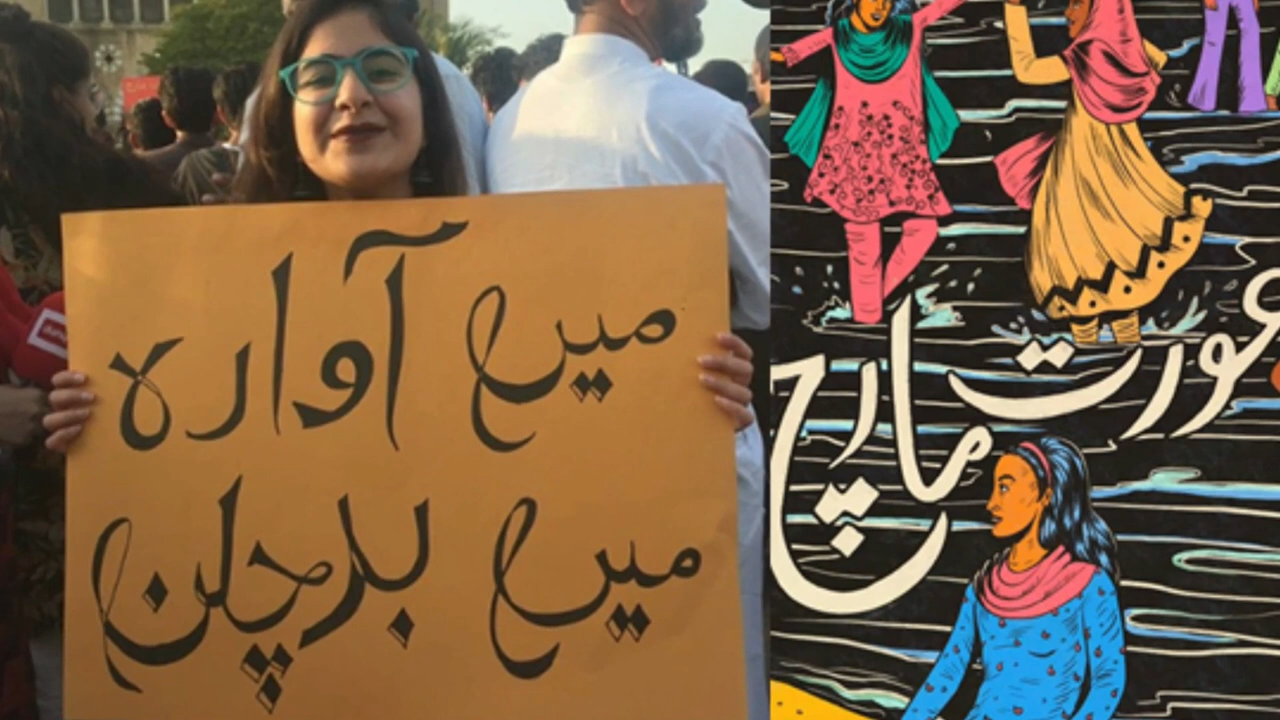 میں آوارہ
میں بدچلن
عورت مارچ